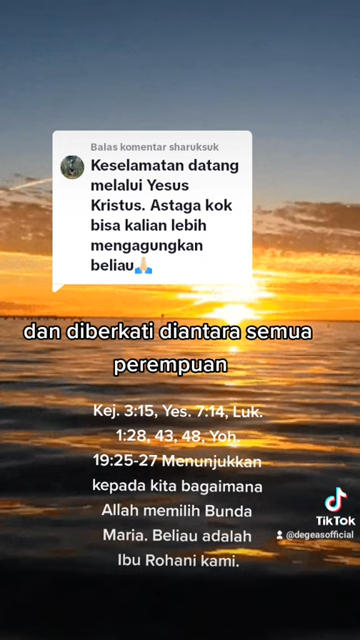 Balas komentar sharuksuk
Keselamatan datang
melalui Yesus
Kristus. Astaga kok
bisa kalian lebih
mengagungkan
beliau🙏🏻
dan diberkati diantara semua
perempuan
Kej. 3:15, Yes. 7:14, Luk.
1:28, 43, 48, Yoh.
19:25-27 Menunjukkan
kepada kita bagaimana
Allah memilih Bunda
Maria. Beliau adalah
Ibu Rohani kami.
TikTok
@degeasofficial